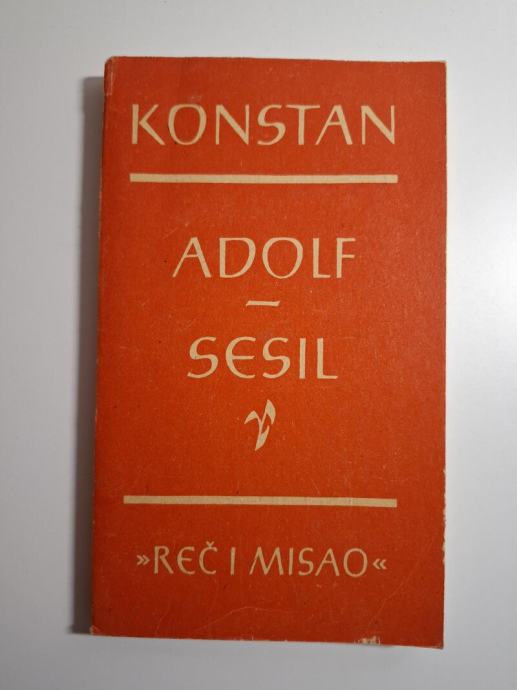 KONSTAN
ADOLF
—
SESIL
»REČ I MISAO«